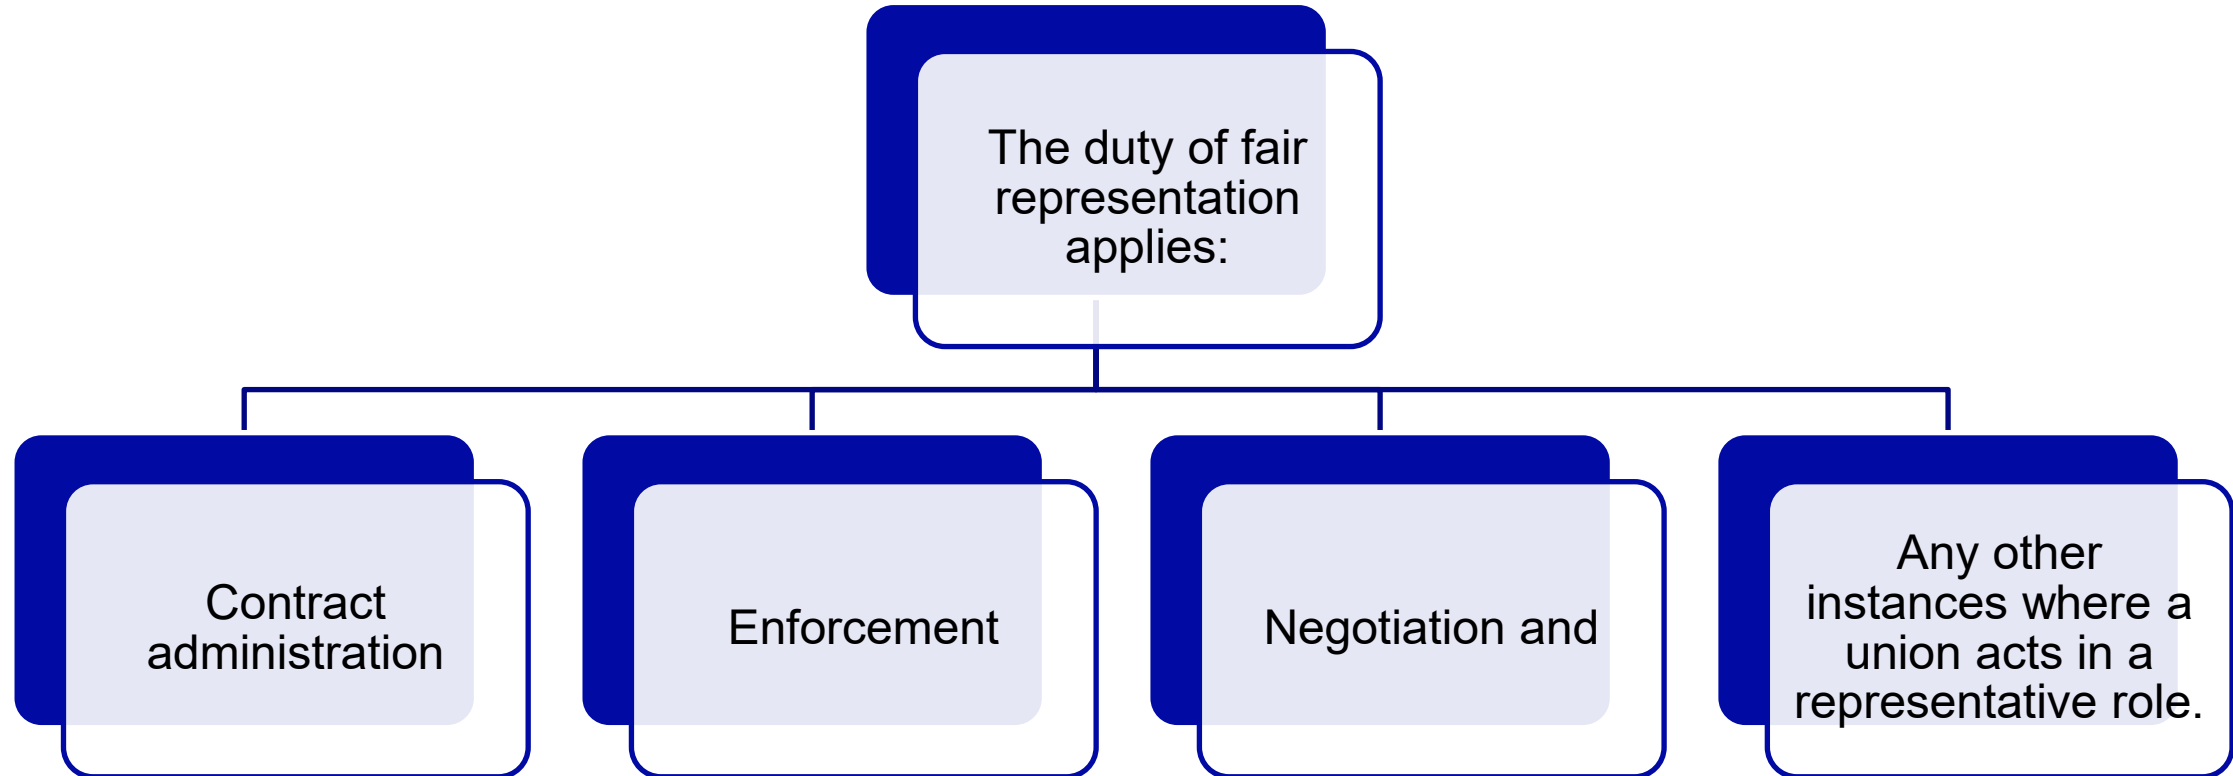 The duty of fair
representation
applies:
Contract
administration
Enforcement
Negotiation and
Any other
instances where a
union acts in a
representative role.